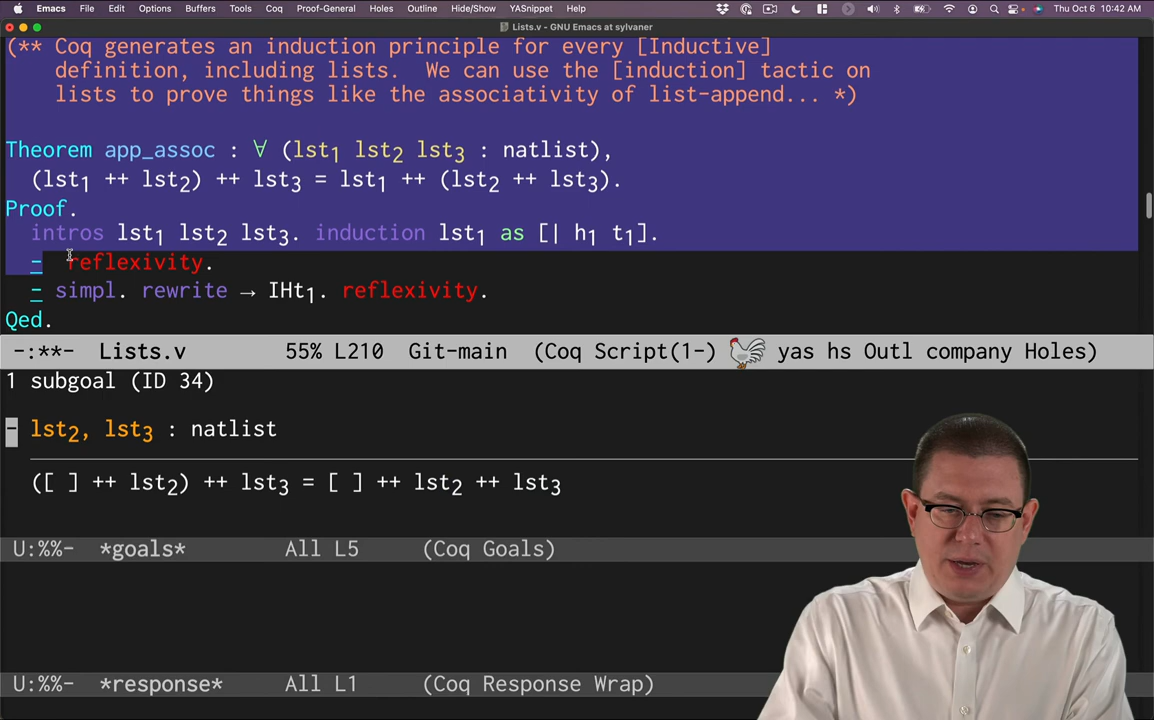 Emacs File Edit Options Buffers Tools Coq Proof-General Holes Outline Hide/Show YASnippet Help Thu Oct 6 10:42 AM
Lists.v - GNU Emacs at sylvaner
(** Coq generates an induction principle for every [Inductive]
definition, including lists. We can use the [induction] tactic on
lists to prove things like the associativity of list-append... *)
Theorem app_assoc : ∀ (lst₁ lst₂ lst₃ : natlist),
(lst₁ ++ lst₂) ++ lst₃ = lst₁ ++ (lst₂ ++ lst₃).
Proof.
intros lst₁ lst₂ lst₃. induction lst₁ as [| h₁ t₁].
- reflexivity.
- simpl. rewrite → IHt₁. reflexivity.
Qed.
-:**- Lists.v 55% L210 Git-main (Coq Script(1-) yas hs Outl company Holes)
1 subgoal (ID 34)
- lst₂, lst₃ : natlist
([ ] ++ lst₂) ++ lst₃ = [ ] ++ lst₂ ++ lst₃
U:%%- *goals* All L5 (Coq Goals)
U:%%- *response* All L1 (Coq Response Wrap)